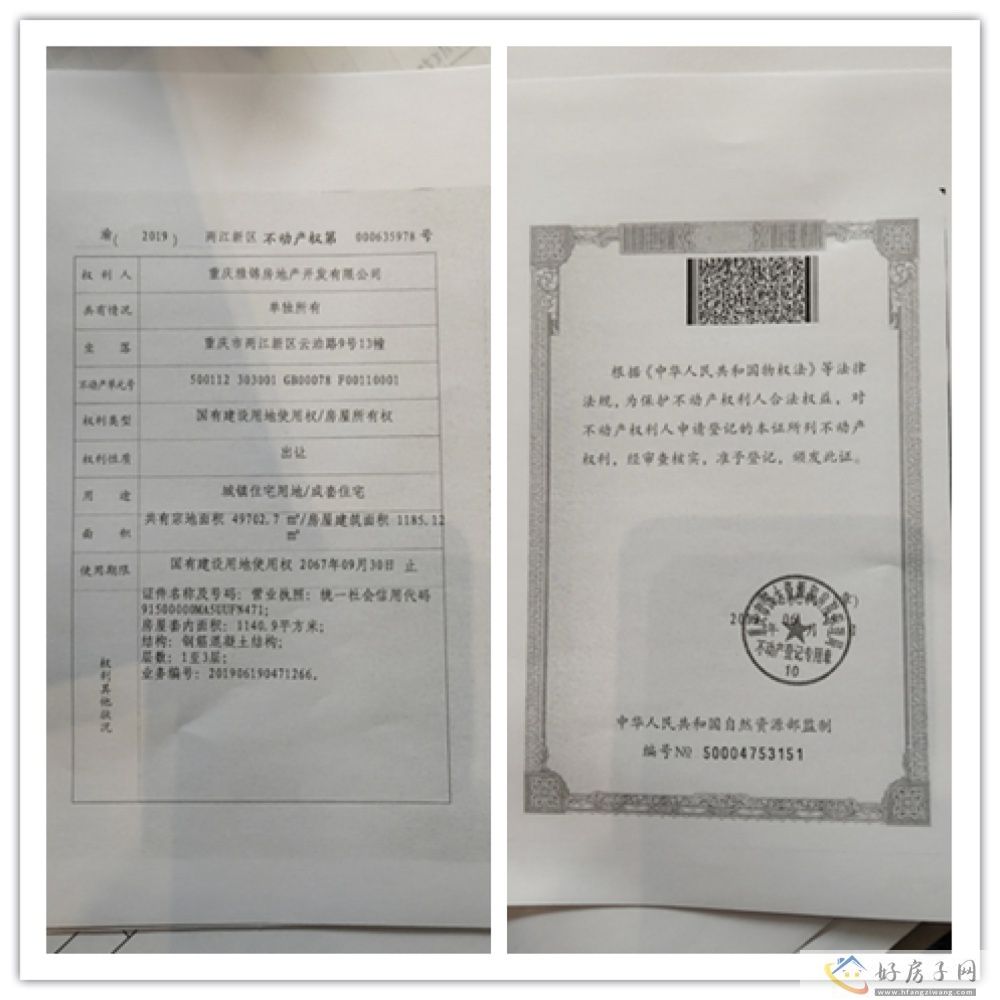 渝( 2019 ) 两江新区 不动产权第 000635978 号
权利人 重庆雅锦房地产开发有限公司
共有情况 单独所有
坐落 重庆市两江新区云泊路9号13幢
不动产单元号 500112 303001 GB00078 F00110001
权利类型 国有建设用地使用权/房屋所有权
权利性质 出让
用途 城镇住宅用地/成套住宅
面积 共有宗地面积 49702.7 ㎡/房屋建筑面积 1185.12
㎡
使用期限 国有建设用地使用权 2067年09月30日 止
权利其他状况
证件名称及号码：营业执照：统一社会信用代码
91500000MA5UUFN471;
房屋套内面积：1140.9平方米;
结构：钢筋混凝土结构;
层数：1至3层;
业务编号：201906190471266。
根据《中华人民共和国物权法》等法律
法规，为保护不动产权利人合法权益，对
不动产权利人申请登记的本证所列不动产
权利，经审查核实，准予登记，颁发此证。
不动产登记专用章
10
中华人民共和国自然资源部监制
编号№ 50004753151
好房子网
www.hfangziwang.com